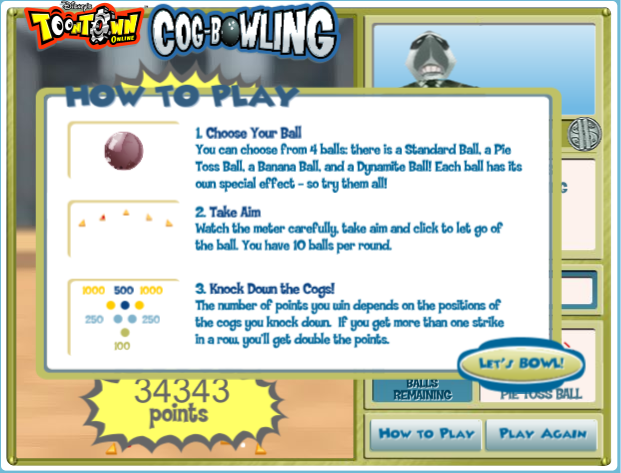 Disney's
TOONTOWN
ONLINE
COG-BOWLING
HOW TO PLAY
1. Choose Your Ball
You can choose from 4 balls: there is a Standard Ball, a Pie
Toss Ball, a Banana Ball, and a Dynamite Ball! Each ball has its
own special effect - so try them all!
2. Take Aim
Watch the meter carefully, take aim and click to let go of
the ball. You have 10 balls per round.
3. Knock Down the Cogs!
1000 500 1000
250 250
100
The number of points you win depends on the positions of
the cogs you knock down. If you get more than one strike
in a row, you'll get double the points.
LET'S BOWL!
34343
points
BALLS
REMAINING
PIE TOSS BALL
HOW TO PLAY
PLAY AGAIN